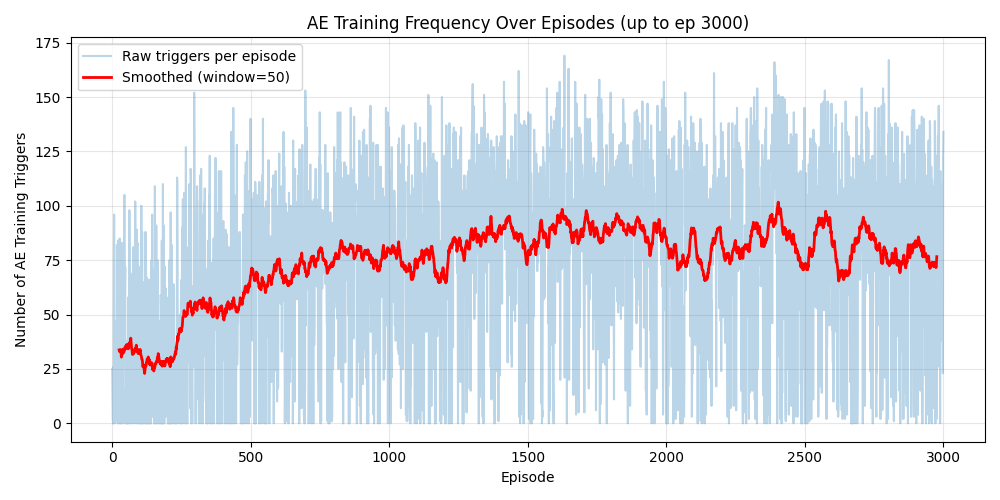 AE Training Frequency Over Episodes (up to ep 3000)
Raw triggers per episode
Smoothed (window=50)
Number of AE Training Triggers
175
150
125
100
75
50
25
0
0 500 1000 1500 2000 2500 3000
Episode